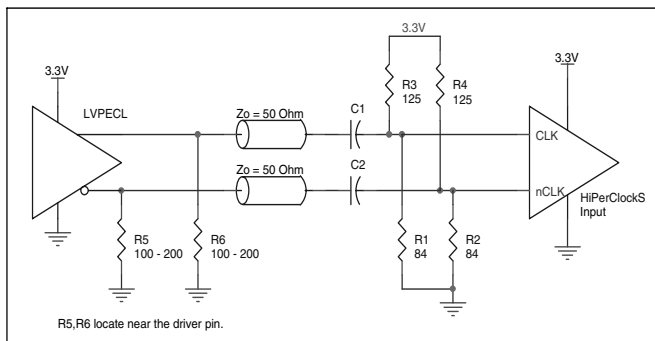 3.3V
3.3V
3.3V
LVPECL
R3
125
R4
125
Zo = 50 Ohm
C1
CLK
Zo = 50 Ohm
C2
nCLK
HiPerClockS
Input
R5
100 - 200
R6
100 - 200
R1
84
R2
84
R5,R6 locate near the driver pin.